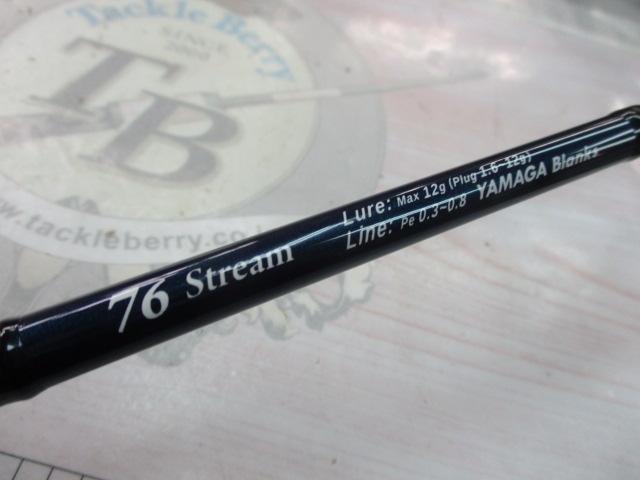 Tackle Berry
SINCE
TB
www.tackleberry.co.
76 Stream
Lure: Max 12g (Plug 1.6-12g)
Line: Pe 0.3-0.8 YAMAGA Blanks